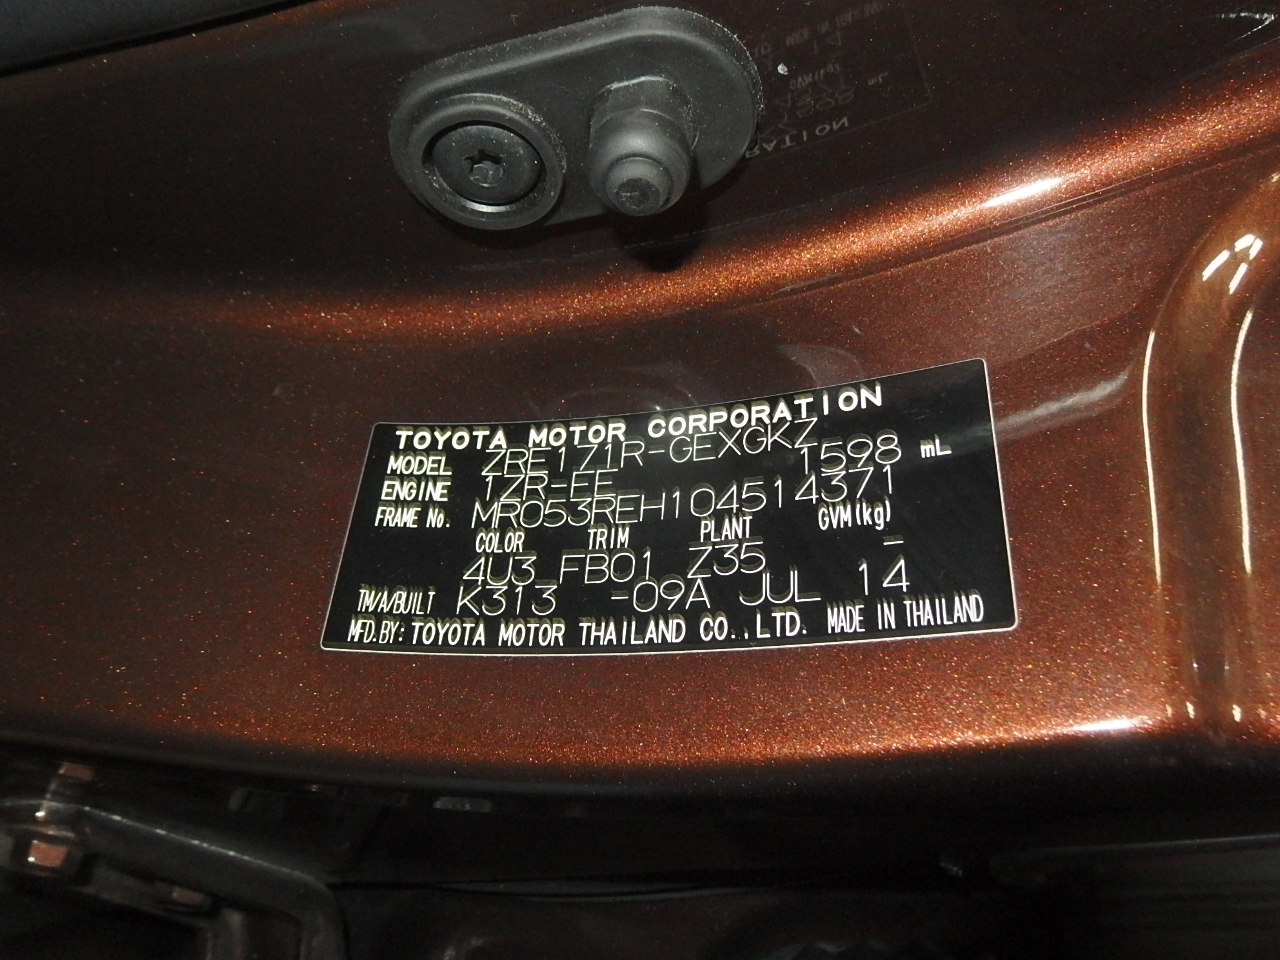 TOYOTA MOTOR CORPORATION
MODEL ZRE171R-GEXGKZ
ENGINE 1ZR-FE 1598 mL
FRAME No. MR053REH104514371
COLOR TRIM PLANT GVM(kg)
4U3 FB01 Z35 -
TM/A/BUILT K313 -09A JUL 14
MFD.BY: TOYOTA MOTOR THAILAND CO.,LTD. MADE IN THAILAND